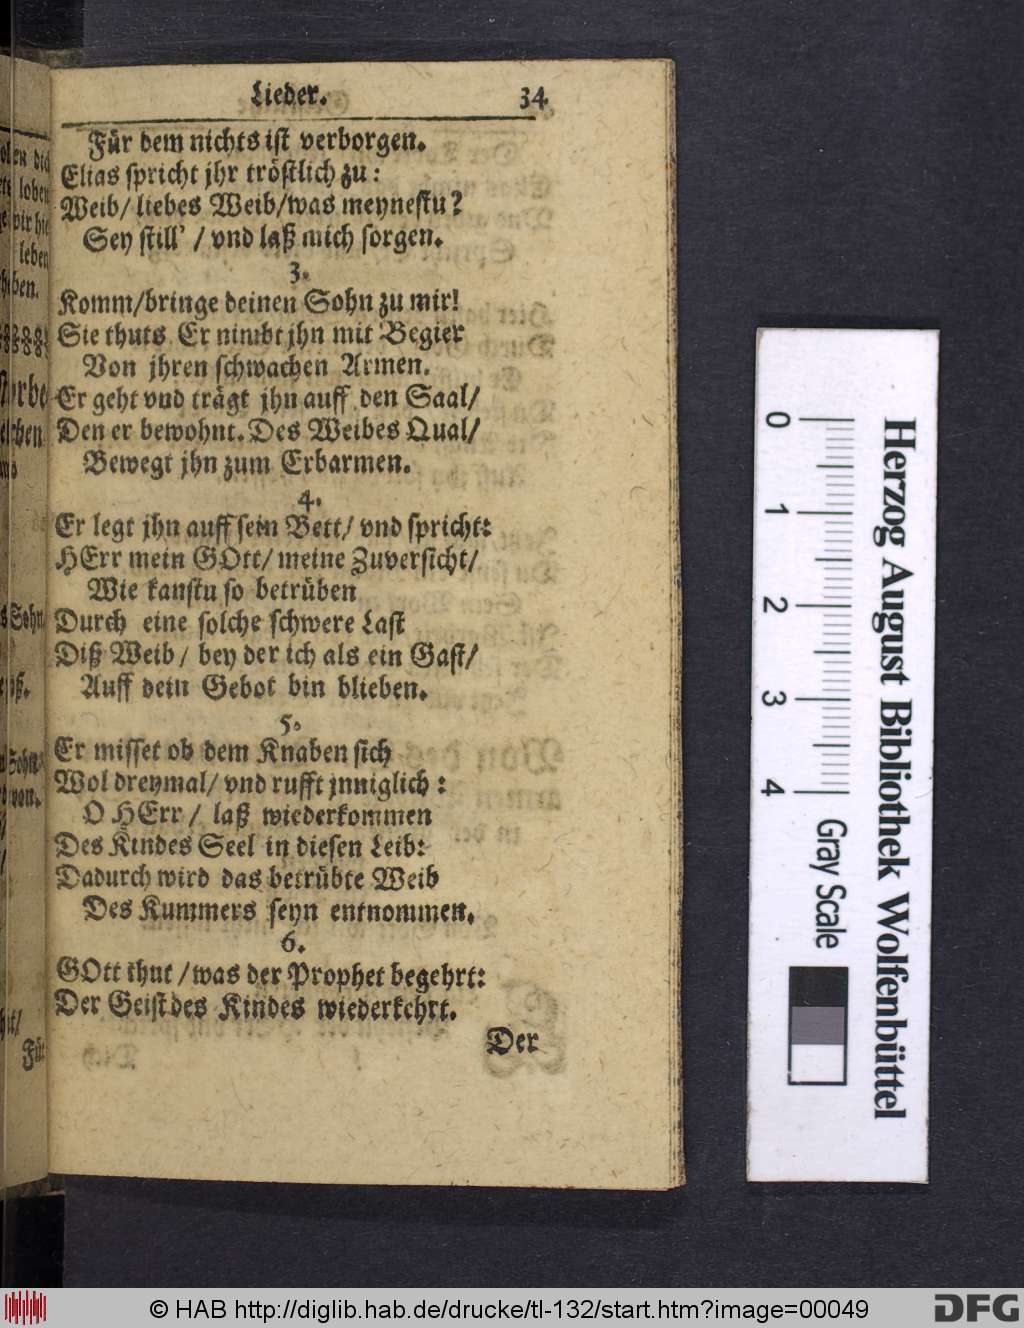 Lieder. 34.
Für dem nichts ist verborgen.
Elias spricht jhr tröstlich zu:
Weib/ liebes Weib/was meynestu?
Sey still' / vnd laß mich sorgen.
3.
Komm/bringe deinen Sohn zu mir!
Sie thuts. Er nimbt jhn mit Begier
Von jhren schwachen Armen.
Er geht vnd trägt jhn auff den Saal/
Den er bewohnt. Des Weibes Qual/
Bewegt jhn zum Erbarmen.
4.
Er legt jhn auff sein Bett/ vnd spricht:
HErr mein GOtt/ meine Zuversicht/
Wie kanstu so betrüben
Durch eine solche schwere Last
Diß Weib/ bey der ich als ein Gast/
Auff dein Gebot bin blieben.
5.
Er misset ob dem Knaben sich
Wol dreymal/ vnd rufft jnniglich:
O HErr/ laß wiederkommen
Des Kindes Seel in diesen Leib:
Dadurch wird das betrübte Weib
Des Kummers seyn entnommen.
6.
GOtt thut /was der Prophet begehrt:
Der Geist des Kindes wiederkehrt.
Der
loben
wir hie
leben
Sohn
Für
0 1 2 3 4
Gray Scale
Herzog August Bibliothek Wolfenbüttel
© HAB http://diglib.hab.de/drucke/tl-132/start.htm?image=00049
DFG